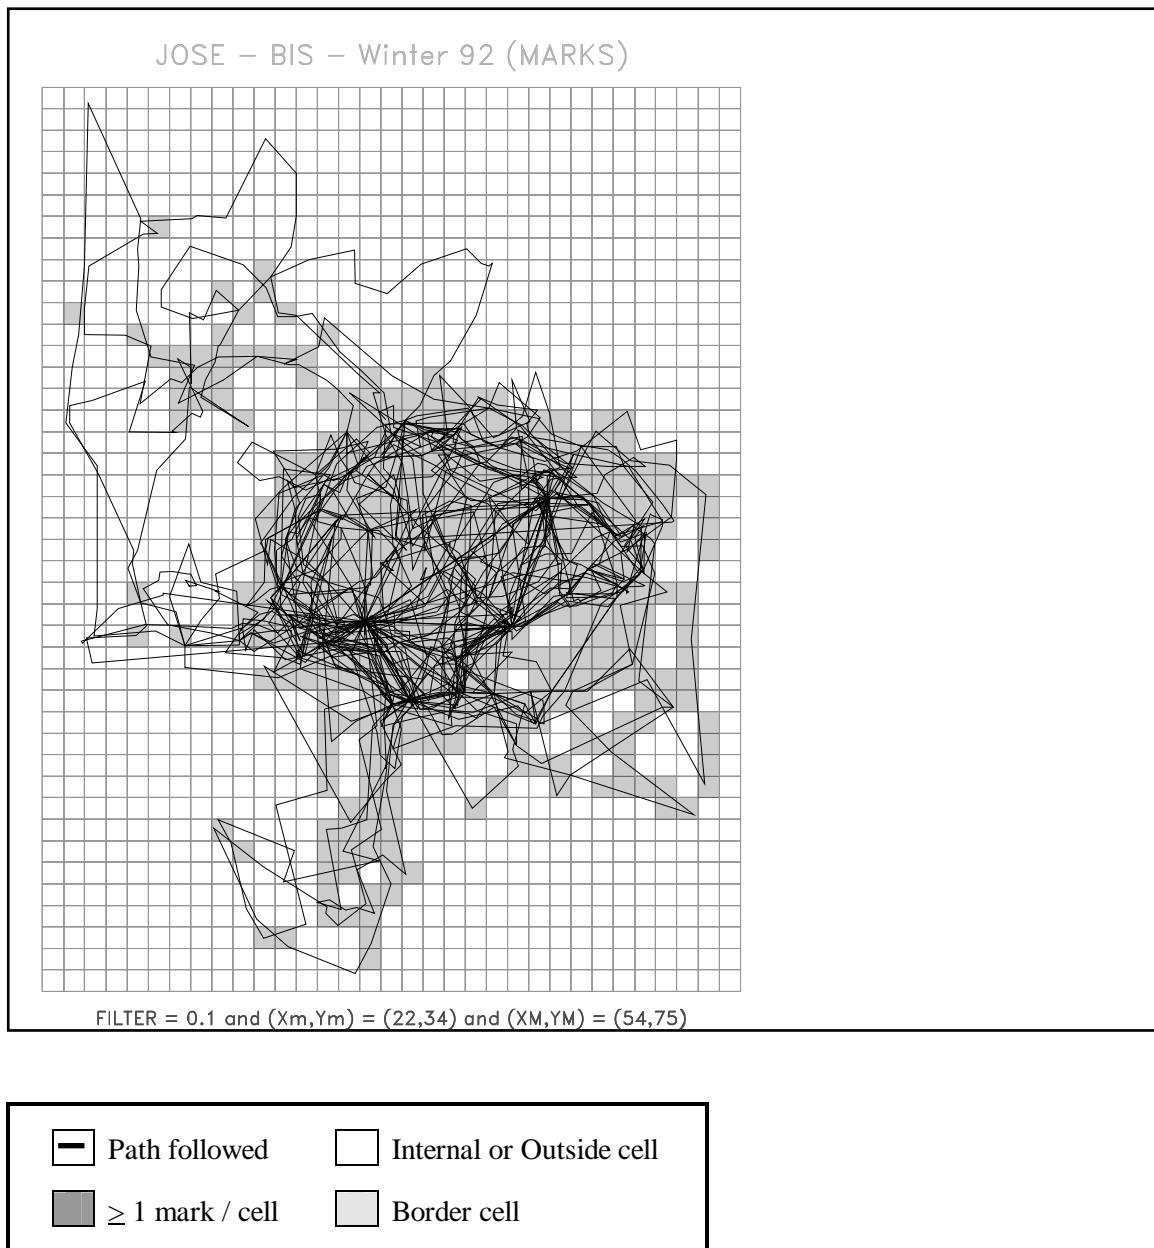 JOSE - BIS - Winter 92 (MARKS)
FILTER = 0.1 and (Xm,Ym) = (22,34) and (XM,YM) = (54,75)
Path followed
Internal or Outside cell
≥ 1 mark / cell
Border cell